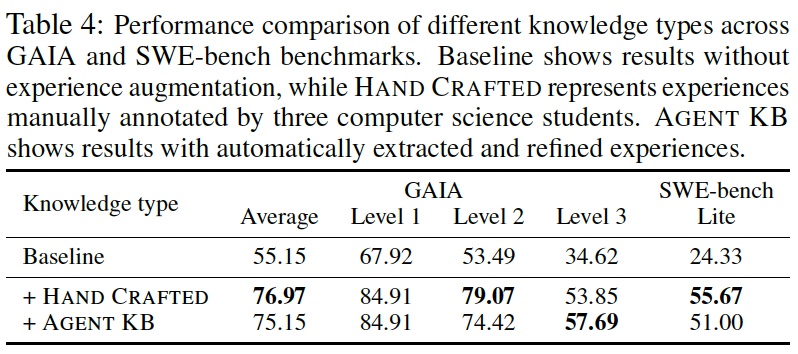 Table 4: Performance comparison of different knowledge types across
GAIA and SWE-bench benchmarks. Baseline shows results without
experience augmentation, while HAND CRAFTED represents experiences
manually annotated by three computer science students. AGENT KB
shows results with automatically extracted and refined experiences.
Knowledge type GAIA SWE-bench
Average Level 1 Level 2 Level 3 Lite
Baseline 55.15 67.92 53.49 34.62 24.33
+ HAND CRAFTED 76.97 84.91 79.07 53.85 55.67
+ AGENT KB 75.15 84.91 74.42 57.69 51.00